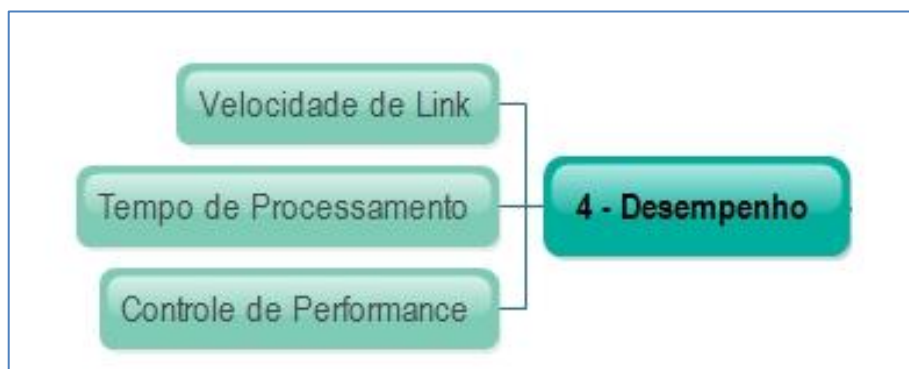 Velocidade de Link
Tempo de Processamento
4 - Desempenho
Controle de Performance